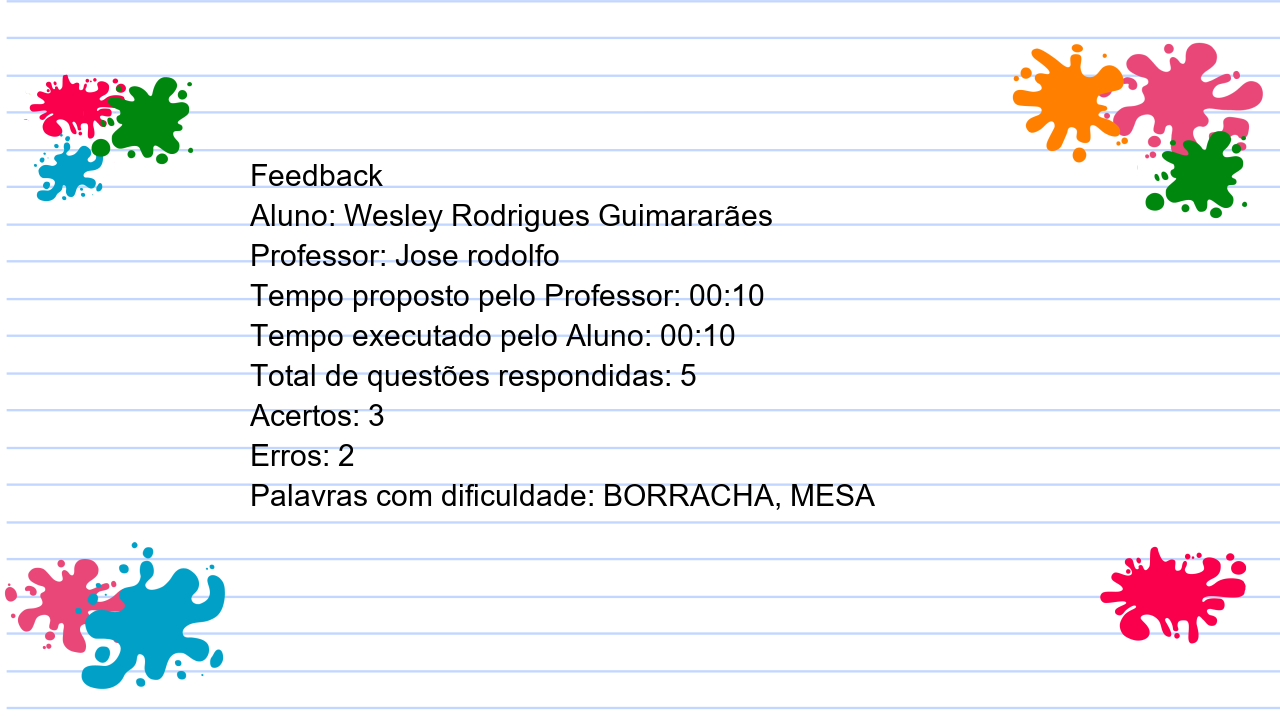 Feedback
Aluno: Wesley Rodrigues Guimararães
Professor: Jose rodolfo
Tempo proposto pelo Professor: 00:10
Tempo executado pelo Aluno: 00:10
Total de questões respondidas: 5
Acertos: 3
Erros: 2
Palavras com dificuldade: BORRACHA, MESA